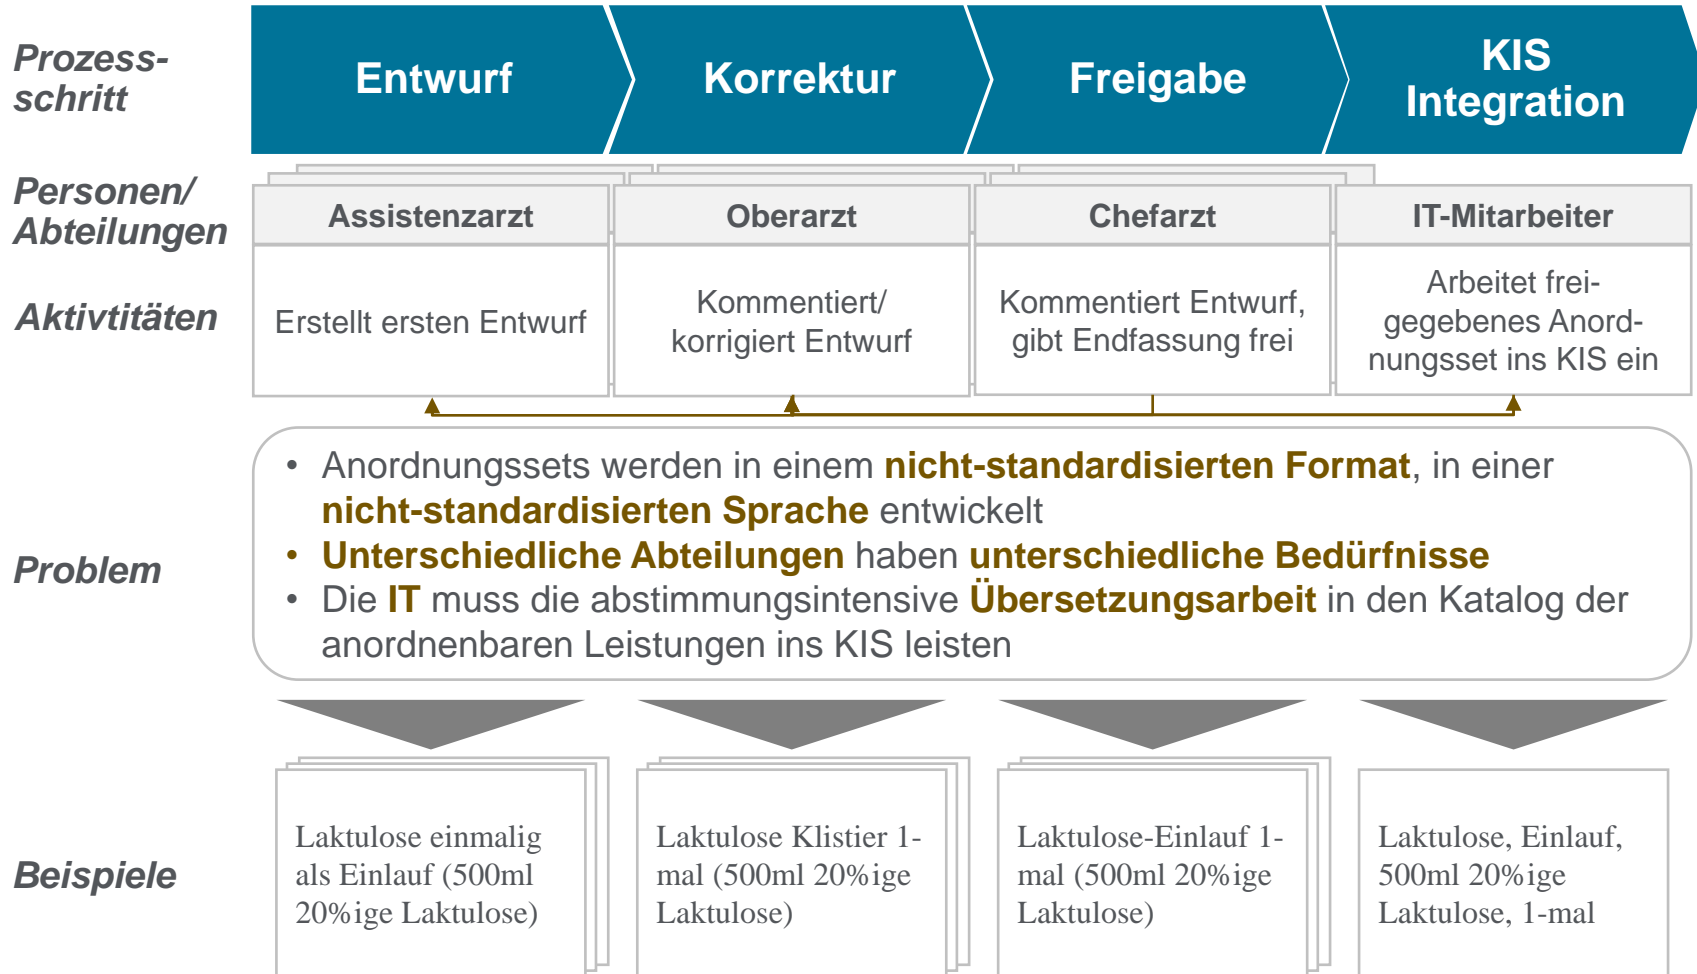 Prozess-
schritt
Entwurf
Korrektur
Freigabe
KIS
Integration
Personen/
Abteilungen
Assistenzarzt
Oberarzt
Chefarzt
IT-Mitarbeiter
Aktivtitäten
Erstellt ersten Entwurf
Kommentiert/
korrigiert Entwurf
Kommentiert Entwurf,
gibt Endfassung frei
Arbeitet frei-
gegebenes Anord-
nungsset ins KIS ein
Problem
• Anordnungssets werden in einem nicht-standardisierten Format, in einer
nicht-standardisierten Sprache entwickelt
• Unterschiedliche Abteilungen haben unterschiedliche Bedürfnisse
• Die IT muss die abstimmungsintensive Übersetzungsarbeit in den Katalog der
anordnenbaren Leistungen ins KIS leisten
Beispiele
Laktulose einmalig
als Einlauf (500ml
20%ige Laktulose)
Laktulose Klistier 1-
mal (500ml 20%ige
Laktulose)
Laktulose-Einlauf 1-
mal (500ml 20%ige
Laktulose)
Laktulose, Einlauf,
500ml 20%ige
Laktulose, 1-mal